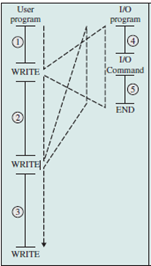 User program
I/O program
①
④
WRITE
I/O Command
⑤
②
END
WRITE
③
WRITE